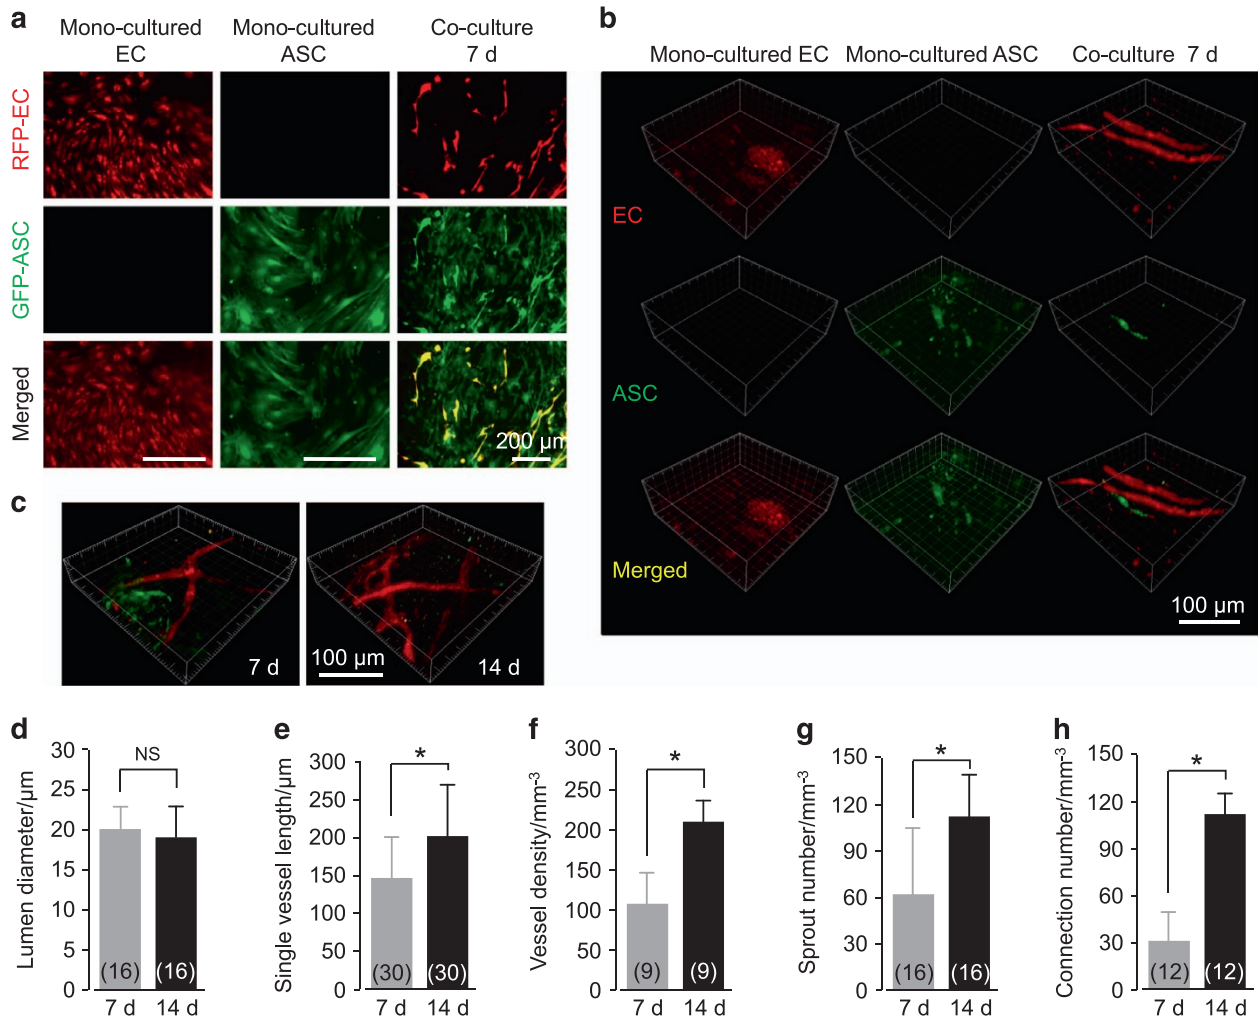 a
Mono-cultured
EC
Mono-cultured
ASC
Co-culture
7 d
RFP-EC
GFP-ASC
Merged
200 µm
b
Mono-cultured EC
Mono-cultured ASC
Co-culture 7 d
EC
ASC
Merged
100 µm
c
7 d
100 µm
14 d
d
Lumen diameter/µm
30
25
20
15
10
5
0
NS
(16)
(16)
7 d
14 d
e
Single vessel length/µm
300
250
200
150
100
50
0
*
(30)
(30)
7 d
14 d
f
Vessel density/mm-3
300
250
200
150
100
50
0
*
(9)
(9)
7 d
14 d
g
Sprout number/mm-3
150
120
90
60
30
0
*
(16)
(16)
7 d
14 d
h
Connection number/mm-3
150
120
90
60
30
0
*
(12)
(12)
7 d
14 d